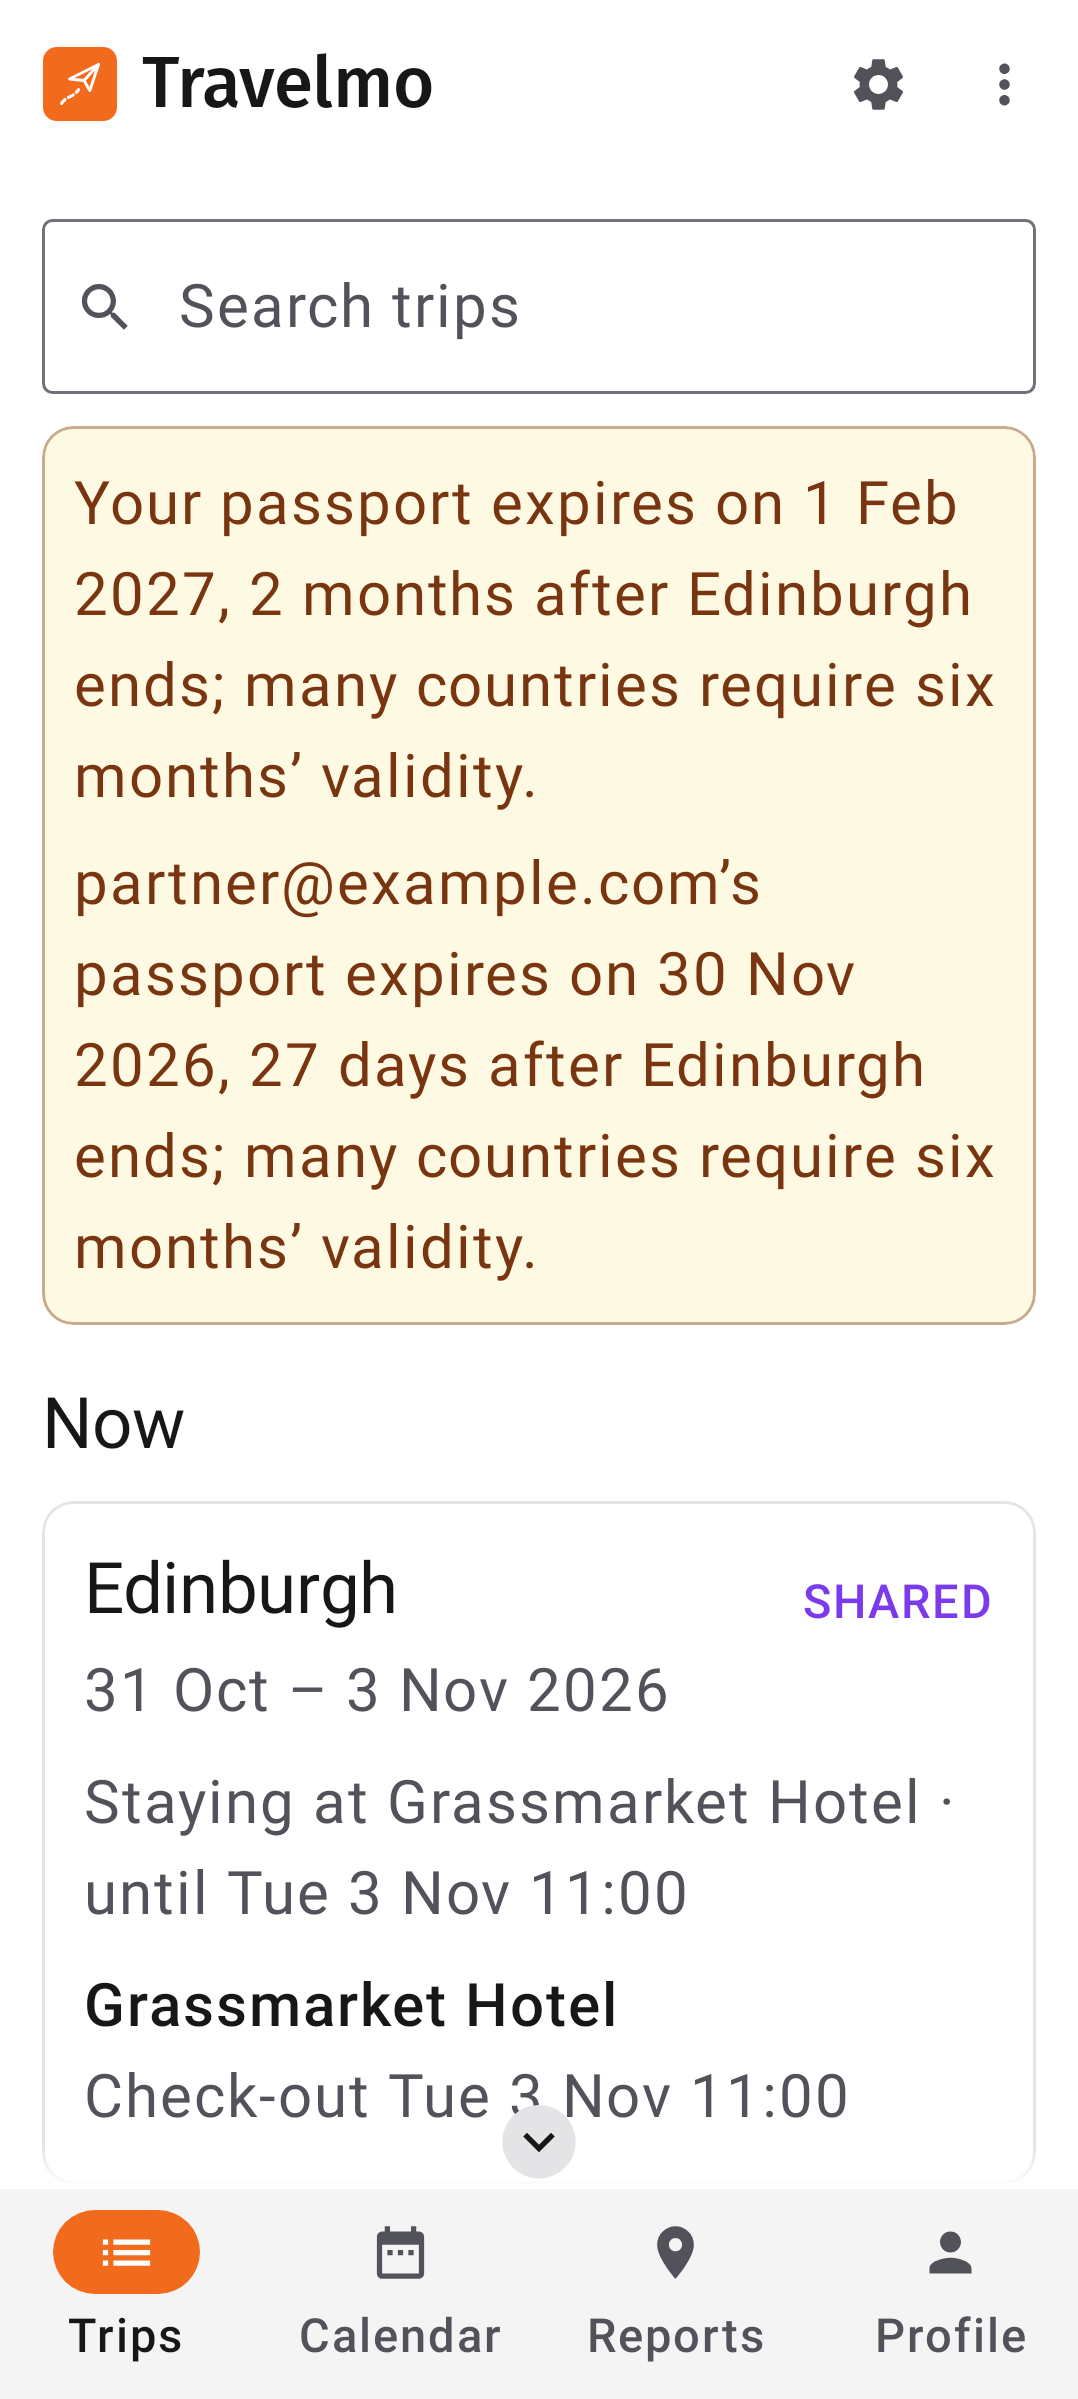 Travelmo
Search trips
Your passport expires on 1 Feb
2027, 2 months after Edinburgh
ends; many countries require six
months’ validity.
partner@example.com’s
passport expires on 30 Nov
2026, 27 days after Edinburgh
ends; many countries require six
months’ validity.
Now
Edinburgh
SHARED
31 Oct – 3 Nov 2026
Staying at Grassmarket Hotel ·
until Tue 3 Nov 11:00
Grassmarket Hotel
Check-out Tue 3 Nov 11:00
Trips
Calendar
Reports
Profile